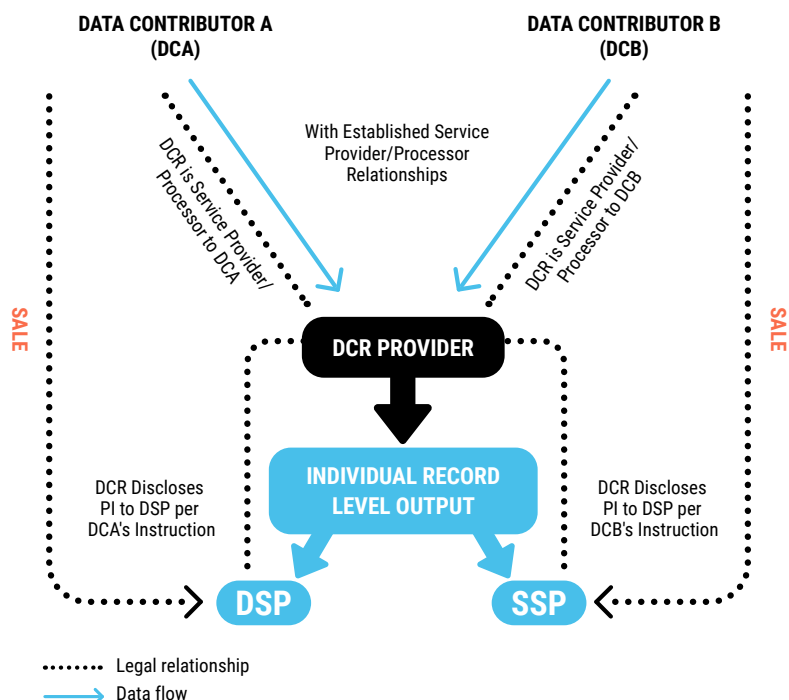 DATA CONTRIBUTOR A
(DCA)
DATA CONTRIBUTOR B
(DCB)
With Established Service
Provider/Processor
Relationships
DCR is Service Provider/
Processor to DCA
DCR is Service Provider/
Processor to DCB
SALE
SALE
DCR PROVIDER
INDIVIDUAL RECORD
LEVEL OUTPUT
DCR Discloses
PI to DSP per
DCA's Instruction
DCR Discloses
PI to DSP per
DCB's Instruction
DSP
SSP
Legal relationship
Data flow